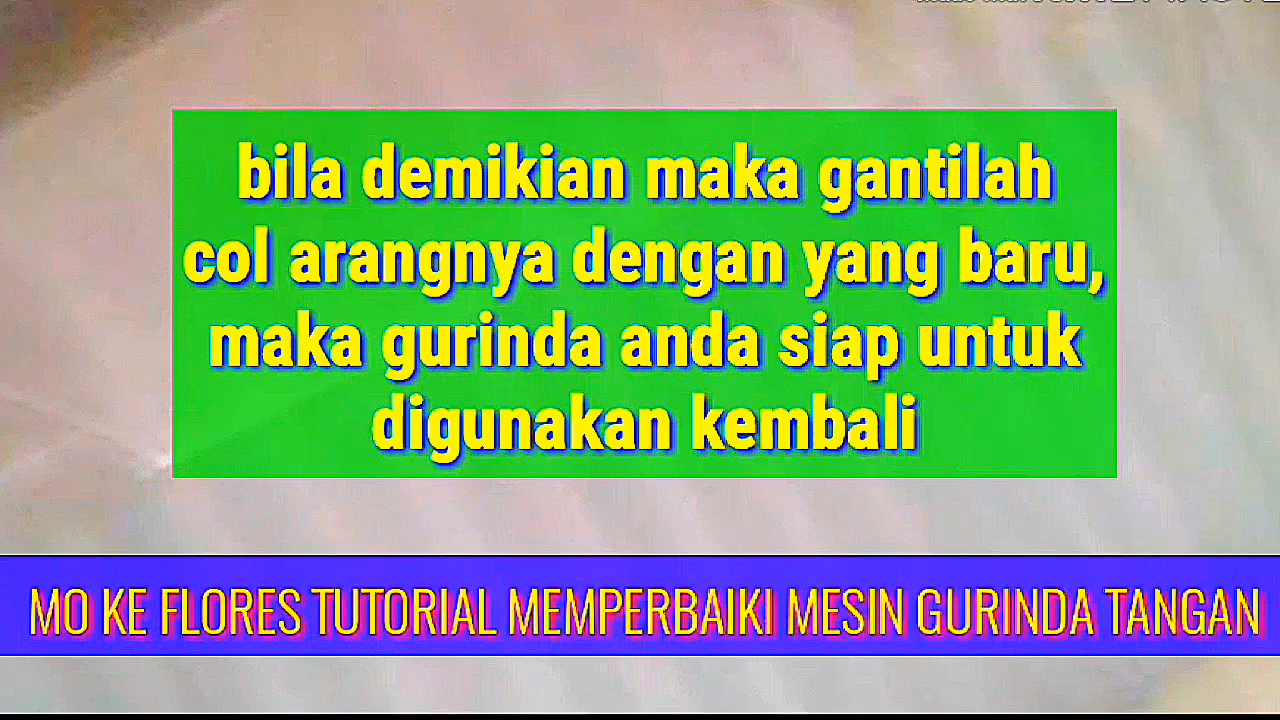 bila demikian maka gantilah
col arangnya dengan yang baru,
maka gurinda anda siap untuk
digunakan kembali
MO KE FLORES TUTORIAL MEMPERBAIKI MESIN GURINDA TANGAN